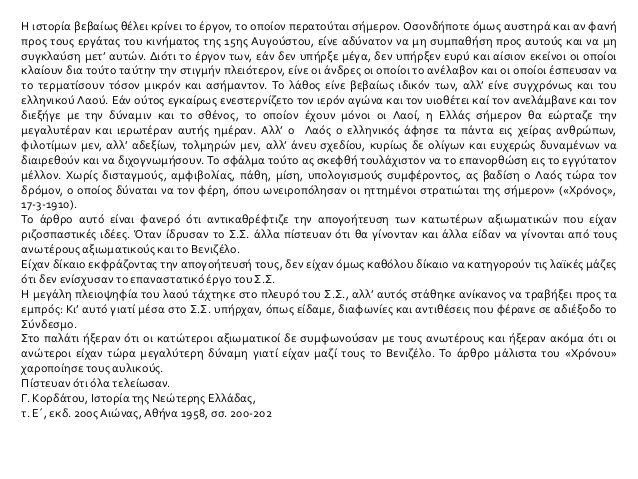 Η ιστορία βεβαίως θέλει κρίνει το έργον, το οποίον περατούται σήμερον. Οσονδήποτε όμως αυστηρά και αν φανή
προς τους εργάτας του κινήματος της 15ης Αυγούστου, είνε αδύνατον να μη συμπαθήση προς αυτούς και να μη
συγκλαύση μετ’ αυτών. Διότι το έργον των, εάν δεν υπήρξε μέγα, δεν υπήρξεν ευρύ και αίσιον εκείνοι οι οποίοι
κλαίουν δια τούτο ταύτην την στιγμήν πλειότερον, είνε οι άνδρες οι οποίοι το ανέλαβον και οι οποίοι έσπευσαν να
το τερματίσουν τόσον μικρόν και ασήμαντον. Το λάθος είνε βεβαίως ιδικόν των, αλλ’ είνε συγχρόνως και του
ελληνικού Λαού. Εάν ούτος εγκαίρως ενεστερνίζετο τον ιερόν αγώνα και τον υιοθέτει καί τον ανελάμβανε και τον
διεξήγε με την δύναμιν και το σθένος, το οποίον έχουν μόνοι οι Λαοί, η Ελλάς σήμερον θα εώρταζε την
μεγαλυτέραν και ιερωτέραν αυτής ημέραν. Αλλ’ ο Λαός ο ελληνικός άφησε τα πάντα εις χείρας ανθρώπων,
φιλοτίμων μεν, αλλ’ αδεξίων, τολμηρών μεν, αλλ’ άνευ σχεδίου, κυρίως δε ολίγων και ευχερώς δυναμένων να
διαιρεθούν και να διχογνωμήσουν. Το σφάλμα τούτο ας σκεφθή τουλάχιστον να το επανορθώση εις το εγγύτατον
μέλλον. Χωρίς δισταγμούς, αμφιβολίας, πάθη, μίση, υπολογισμούς συμφέροντος, ας βαδίση ο Λαός τώρα τον
δρόμον, ο οποίος δύναται να τον φέρη, όπου ωνειροπόλησαν οι ηττημένοι στρατιώται της σήμερον» («Χρόνος»,
17-3-1910).
Το άρθρο αυτό είναι φανερό ότι αντικαθρέφτιζε την απογοήτευση των κατωτέρων αξιωματικών που είχαν
ριζοσπαστικές ιδέες. Όταν ίδρυσαν το Σ.Σ. άλλα πίστευαν ότι θα γίνονταν και άλλα είδαν να γίνονται από τους
ανωτέρους αξιωματικούς και το Βενιζέλο.
Είχαν δίκαιο εκφράζοντας την απογοήτευσή τους, δεν είχαν όμως καθόλου δίκαιο να κατηγορούν τις λαϊκές μάζες
ότι δεν ενίσχυσαν το επαναστατικό έργο του Σ.Σ.
Η μεγάλη πλειοψηφία του λαού τάχτηκε στο πλευρό του Σ.Σ., αλλ’ αυτός στάθηκε ανίκανος να τραβήξει προς τα
εμπρός: Κι’ αυτό γιατί μέσα στο Σ.Σ. υπήρχαν, όπως είδαμε, διαφωνίες και αντιθέσεις που φέρανε σε αδιέξοδο το
Σύνδεσμο.
Στο παλάτι ήξεραν ότι οι κατώτεροι αξιωματικοί δε συμφωνούσαν με τους ανωτέρους και ήξεραν ακόμα ότι οι
ανώτεροι είχαν τώρα μεγαλύτερη δύναμη γιατί είχαν μαζί τους το Βενιζέλο. Το άρθρο μάλιστα του «Χρόνου»
χαροποίησε τους αυλικούς.
Πίστευαν ότι όλα τελείωσαν.
Γ. Κορδάτου, Ιστορία της Νεώτερης Ελλάδας,
τ. Ε΄, εκδ. 20ος Αιώνας, Αθήνα 1958, σσ. 200-202